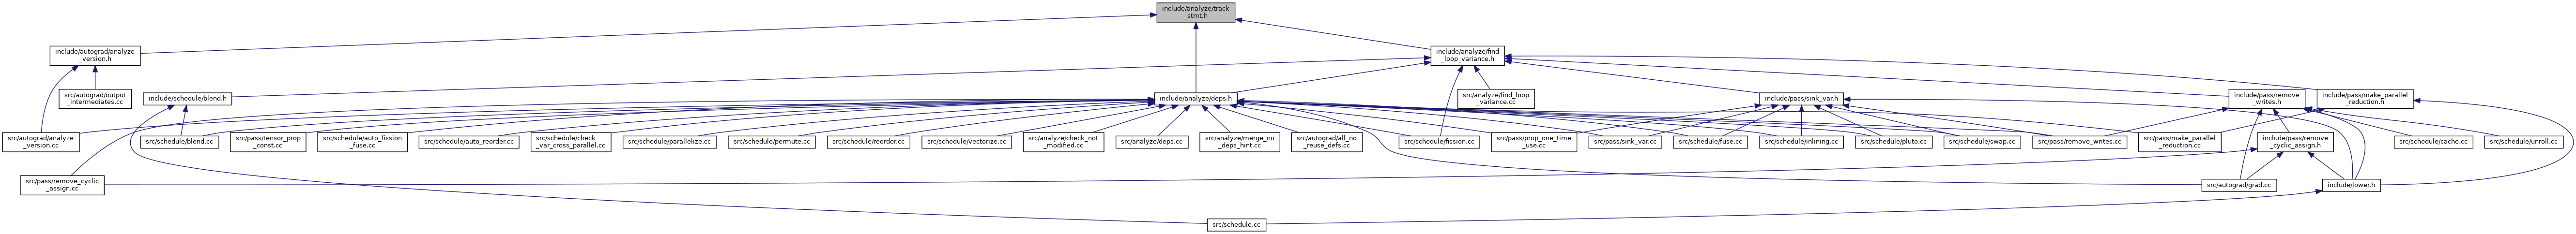 include/analyze/track
_stmt.h
include/autograd/analyze
_version.h
include/analyze/find
_loop_variance.h
src/autograd/output
_intermediates.cc
include/schedule/blend.h
include/analyze/deps.h
src/analyze/find_loop
_variance.cc
include/pass/sink_var.h
include/pass/remove
_writes.h
include/pass/make_parallel
_reduction.h
src/autograd/analyze
_version.cc
src/schedule/blend.cc
src/pass/tensor_prop
_const.cc
src/schedule/auto_fission
_fuse.cc
src/schedule/auto_reorder.cc
src/schedule/check
_var_cross_parallel.cc
src/schedule/parallelize.cc
src/schedule/permute.cc
src/schedule/reorder.cc
src/schedule/vectorize.cc
src/analyze/check_not
_modified.cc
src/analyze/deps.cc
src/analyze/merge_no
_deps_hint.cc
src/autograd/all_no
_reuse_defs.cc
src/schedule/fission.cc
src/pass/prop_one_time
_use.cc
src/pass/sink_var.cc
src/schedule/fuse.cc
src/schedule/inlining.cc
src/schedule/pluto.cc
src/schedule/swap.cc
src/pass/remove_writes.cc
src/pass/make_parallel
_reduction.cc
include/pass/remove
_cyclic_assign.h
src/schedule/cache.cc
src/schedule/unroll.cc
src/pass/remove_cyclic
_assign.cc
src/autograd/grad.cc
include/lower.h
src/schedule.cc